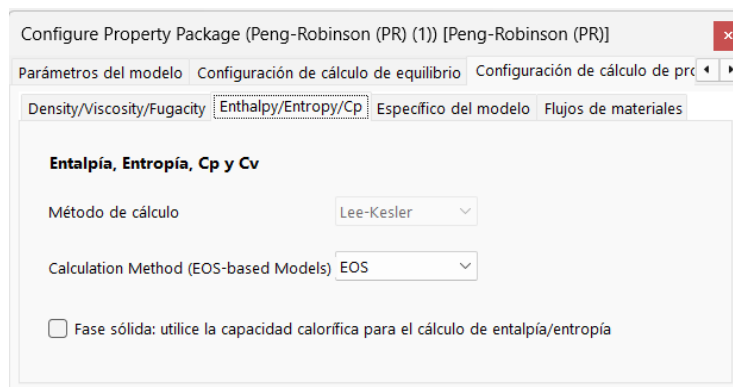 Configure Property Package (Peng-Robinson (PR) (1)) [Peng-Robinson (PR)]
Parámetros del modelo Configuración de cálculo de equilibrio Configuración de cálculo de
Density/Viscosity/Fugacity Enthalpy/Entropy/Cp Específico del modelo Flujos de materiales
Entalpía, Entropía, Cp y Cv
Método de cálculo Lee-Kesler
Calculation Method (EOS-based Models) EOS
Fase sólida: utilice la capacidad calorífica para el cálculo de entalpía/entropía